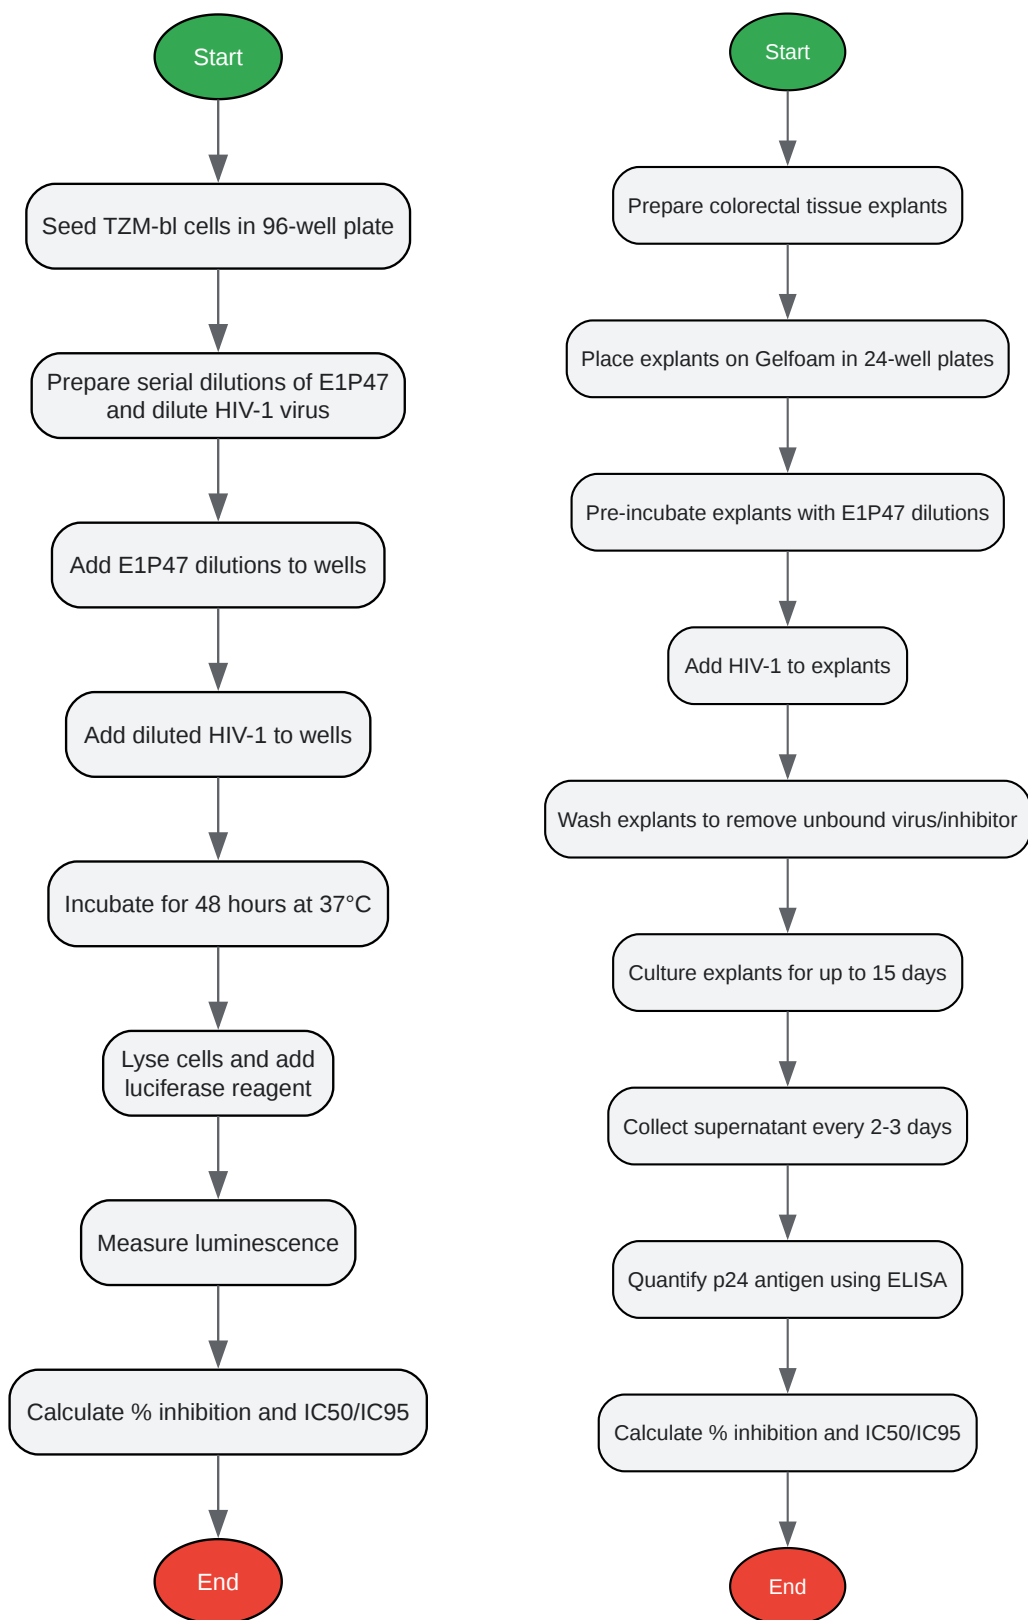 Start
Seed TZM-bl cells in 96-well plate
Prepare serial dilutions of E1P47
and dilute HIV-1 virus
Add E1P47 dilutions to wells
Add diluted HIV-1 to wells
Incubate for 48 hours at 37°C
Lyse cells and add
luciferase reagent
Measure luminescence
Calculate % inhibition and IC50/IC95
End
Start
Prepare colorectal tissue explants
Place explants on Gelfoam in 24-well plates
Pre-incubate explants with E1P47 dilutions
Add HIV-1 to explants
Wash explants to remove unbound virus/inhibitor
Culture explants for up to 15 days
Collect supernatant every 2-3 days
Quantify p24 antigen using ELISA
Calculate % inhibition and IC50/IC95
End